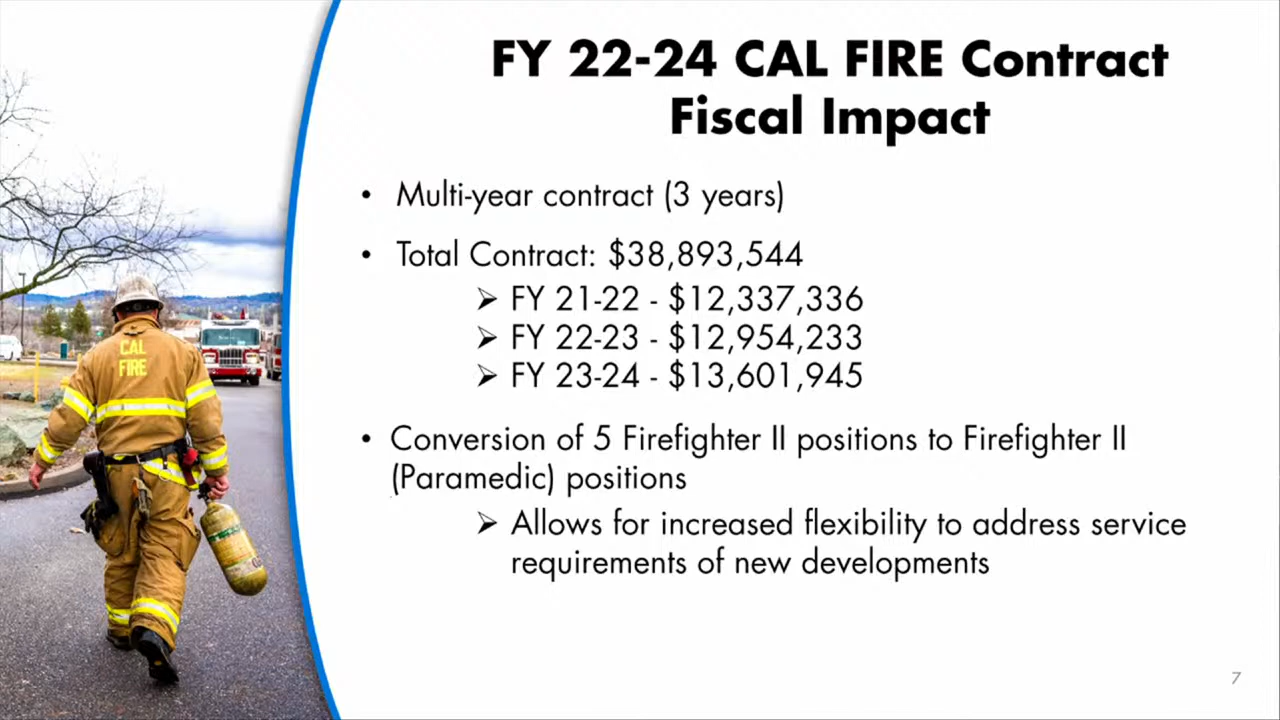 FY 22-24 CAL FIRE Contract
Fiscal Impact
• Multi-year contract (3 years)
• Total Contract: $38,893,544
➢ FY 21-22 - $12,337,336
➢ FY 22-23 - $12,954,233
➢ FY 23-24 - $13,601,945
• Conversion of 5 Firefighter II positions to Firefighter II
(Paramedic) positions
➢ Allows for increased flexibility to address service
requirements of new developments
CAL
FIRE
7